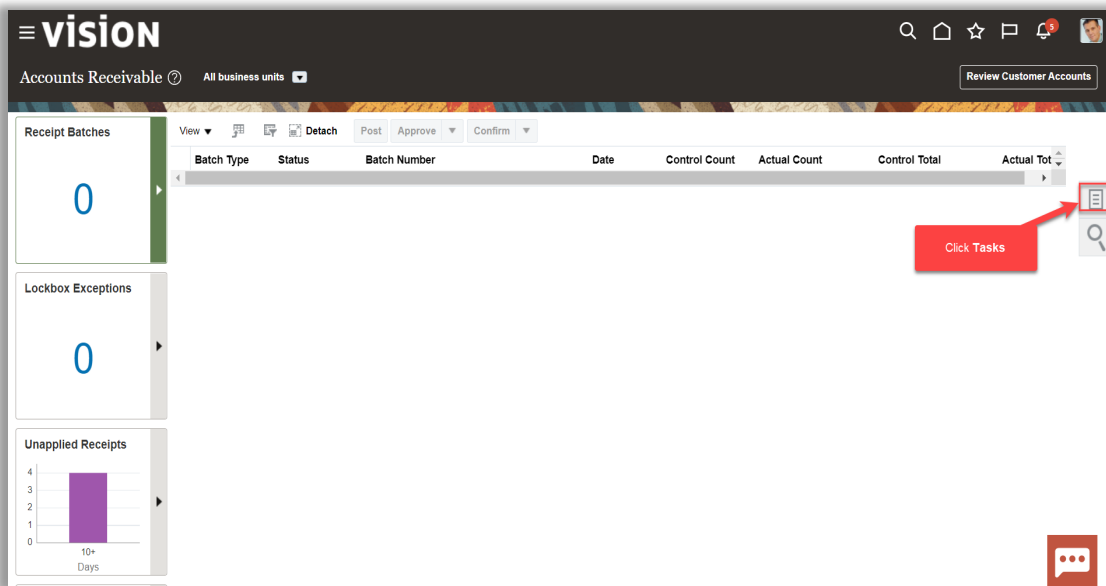 VISION
5
Accounts Receivable ? All business units
Review Customer Accounts
Receipt Batches
0
View Detach Post Approve Confirm
Batch Type Status Batch Number Date Control Count Actual Count Control Total Actual Tot
Click Tasks
Lockbox Exceptions
0
Unapplied Receipts
4
3
2
1
0
10+
Days